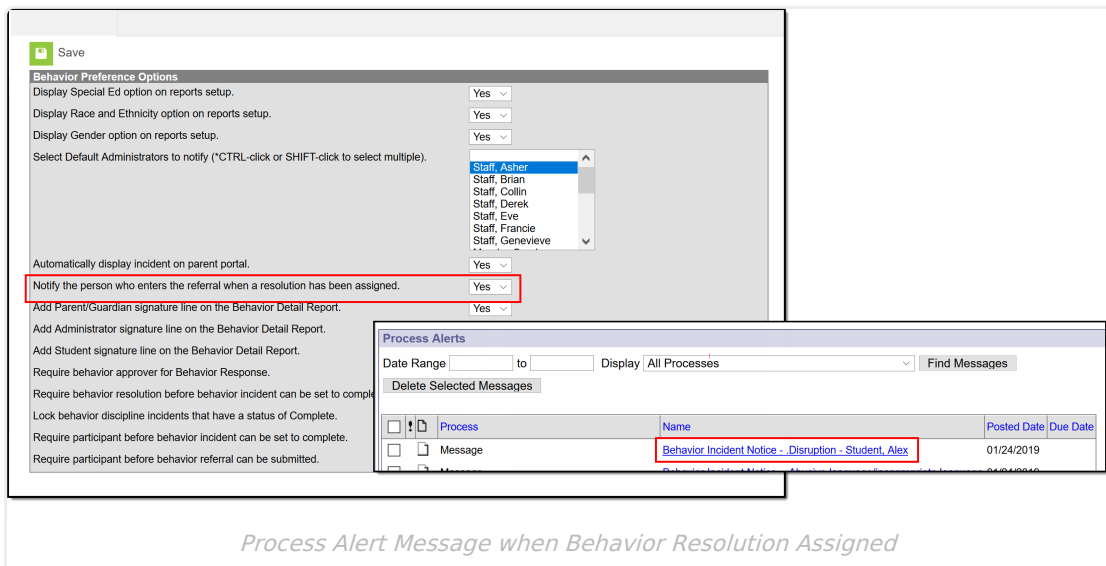 Save
Behavior Preference Options
Display Special Ed option on reports setup. Yes
Display Race and Ethnicity option on reports setup. Yes
Display Gender option on reports setup. Yes
Select Default Administrators to notify (*CTRL-click or SHIFT-click to select multiple).
Staff, Asher
Staff, Brian
Staff, Collin
Staff, Derek
Staff, Eve
Staff, Francie
Staff, Genevieve
Automatically display incident on parent portal. Yes
Notify the person who enters the referral when a resolution has been assigned. Yes
Add Parent/Guardian signature line on the Behavior Detail Report. Yes
Add Administrator signature line on the Behavior Detail Report.
Add Student signature line on the Behavior Detail Report.
Require behavior approver for Behavior Response.
Require behavior resolution before behavior incident can be set to comple
Lock behavior discipline incidents that have a status of Complete.
Require participant before behavior incident can be set to complete.
Require participant before behavior referral can be submitted.
Process Alerts
Date Range to Display All Processes Find Messages
Delete Selected Messages
Process Name Posted Date Due Date
Message Behavior Incident Notice - .Disruption - Student, Alex 01/24/2019
Process Alert Message when Behavior Resolution Assigned